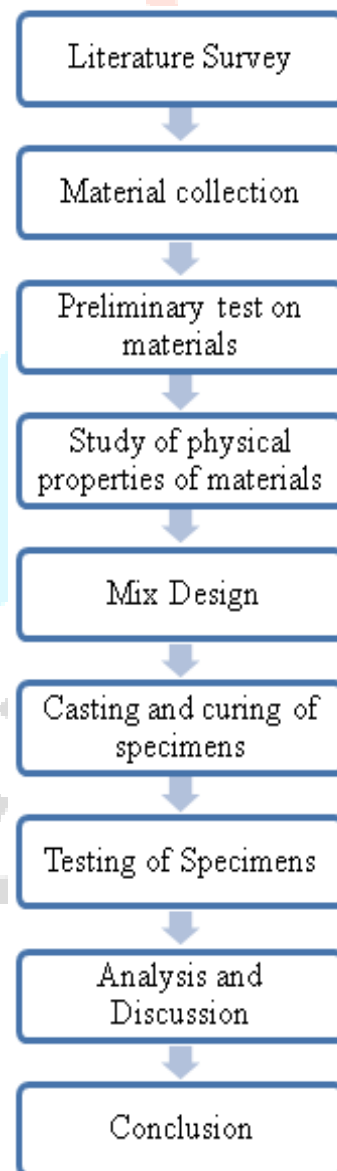 Literature Survey
Material collection
Preliminary test on
materials
Study of physical
properties of materials
Mix Design
Casting and curing of
specimens
Testing of Specimens
Analysis and
Discussion
Conclusion